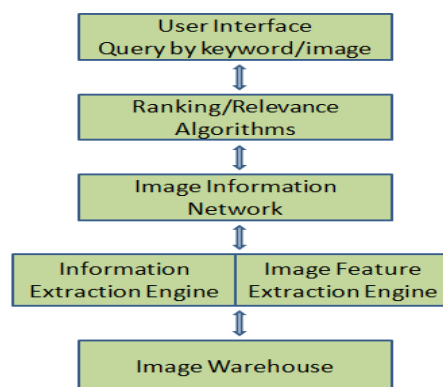 User Interface
Query by keyword/image
Ranking/Relevance
Algorithms
Image Information
Network
Information
Extraction Engine
Image Feature
Extraction Engine
Image Warehouse